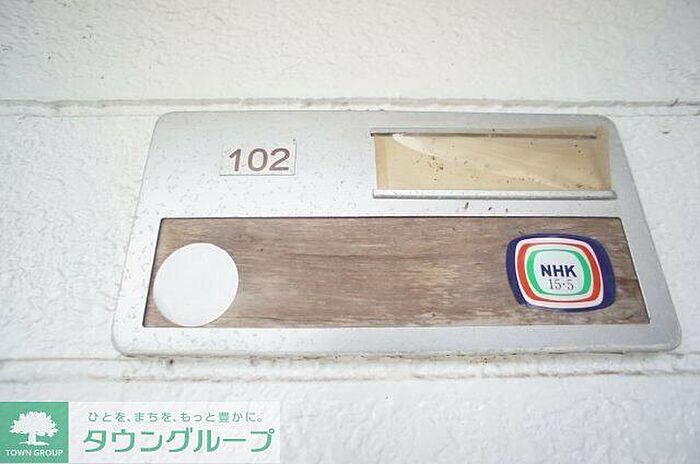 102
NHK
15・5
ひとを、まちを、もっと豊かに。
タウングループ
TOWN GROUP